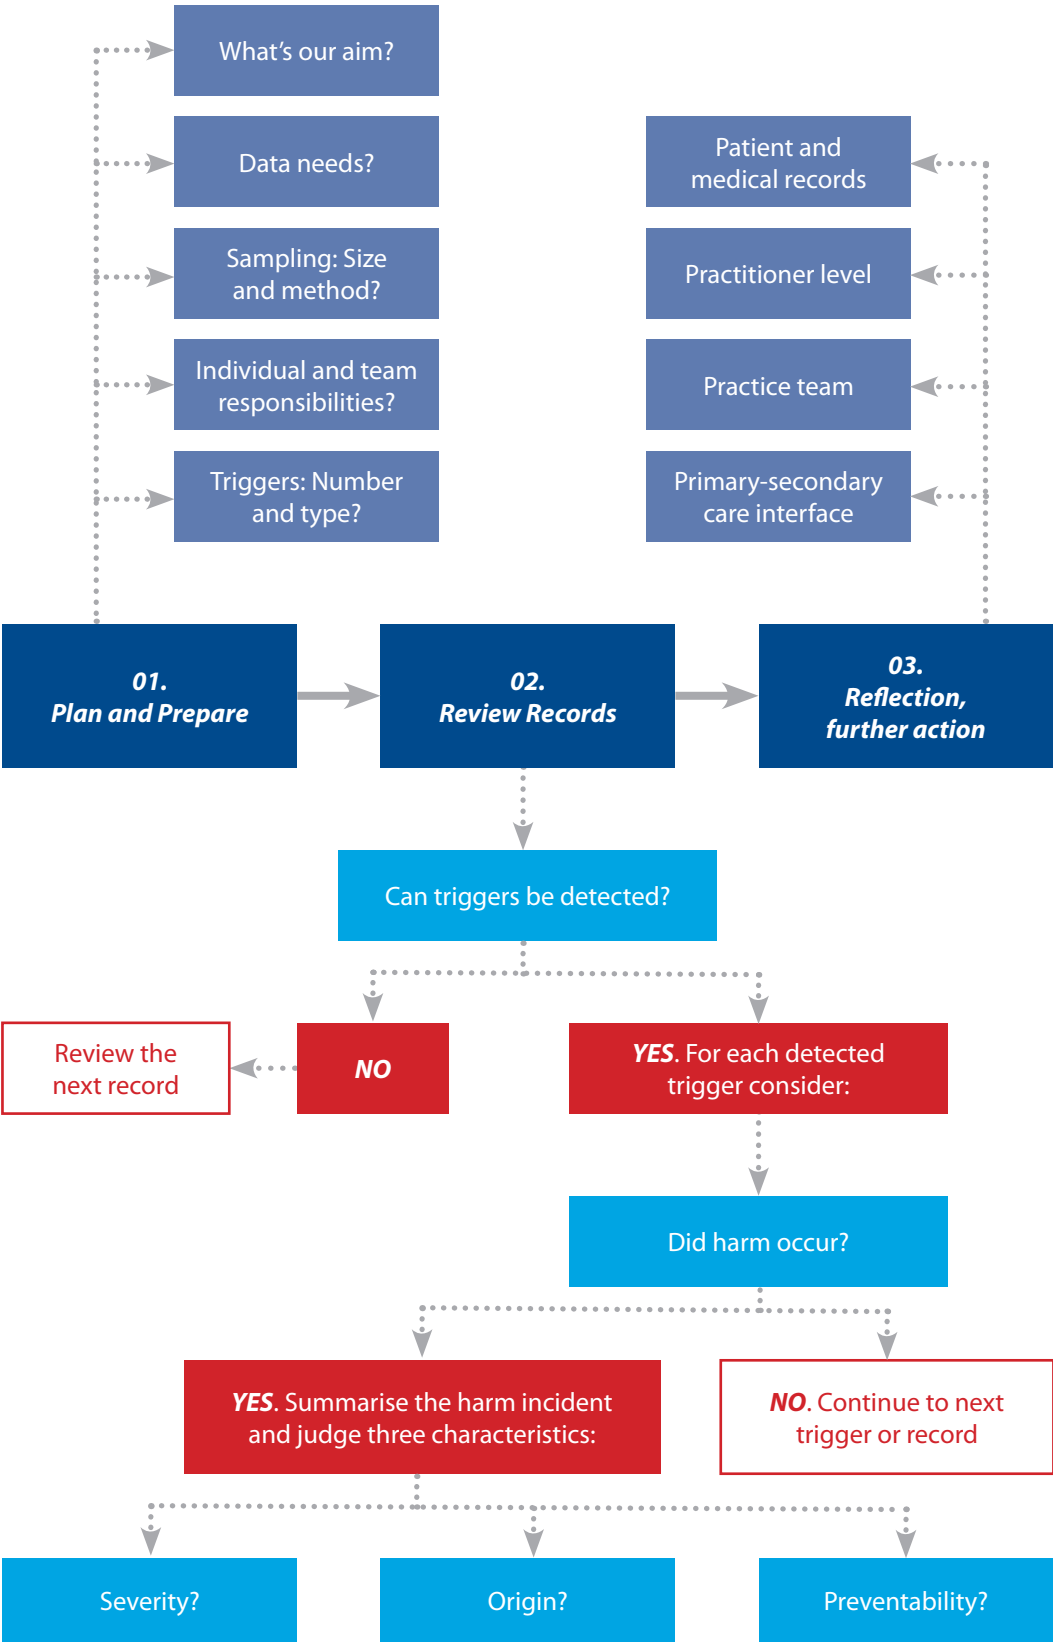 What’s our aim?
Data needs?
Sampling: Size
and method?
Individual and team
responsibilities?
Triggers: Number
and type?
Patient and
medical records
Practitioner level
Practice team
Primary-secondary
care interface
01.
Plan and Prepare
02.
Review Records
03.
Reflection,
further action
Can triggers be detected?
Review the
next record
NO
YES. For each detected
trigger consider:
Did harm occur?
YES. Summarise the harm incident
and judge three characteristics:
NO. Continue to next
trigger or record
Severity?
Origin?
Preventability?